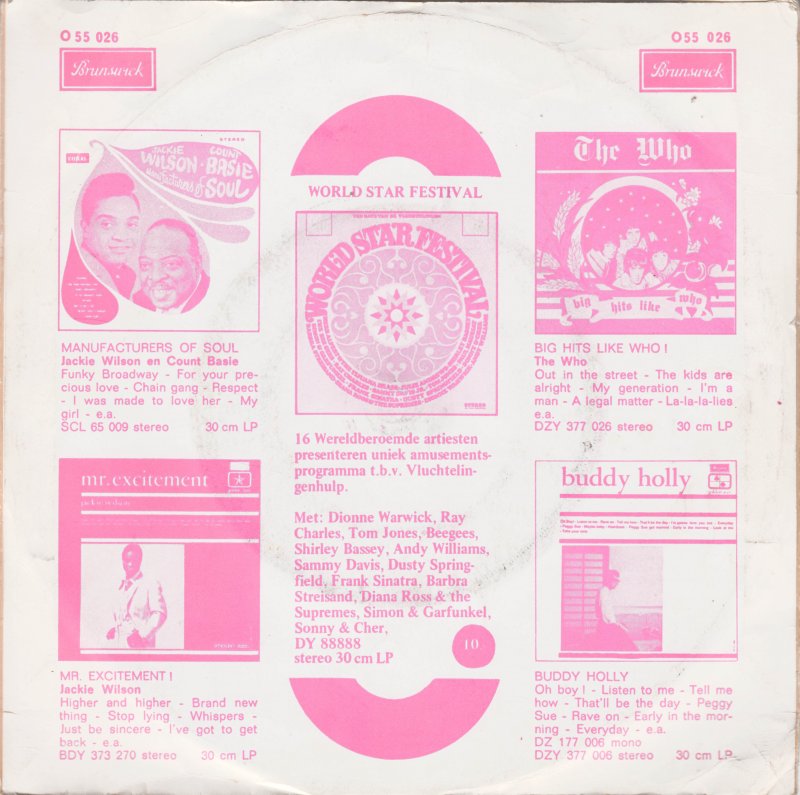 O 55 026
Brunswick
O 55 026
Brunswick
STEREO
JACKIE WILSON · COUNT BASIE
manufacturers of SOUL
MANUFACTURERS OF SOUL
Jackie Wilson en Count Basie
Funky Broadway - For your pre-
cious love - Chain gang - Respect
- I was made to love her - My
girl - e.a.
SCL 65 009 stereo 30 cm LP
mr. excitement
jackie wilson
MR. EXCITEMENT !
Jackie Wilson
Higher and higher - Brand new
thing - Stop lying - Whispers -
Just be sincere - I've got to get
back - e.a.
BDY 373 270 stereo 30 cm LP
WORLD STAR FESTIVAL
WORLD STAR FESTIVAL
STEREO
16 Wereldberoemde artiesten
presenteren uniek amusements-
programma t.b.v. Vluchtelin-
genhulp.
Met: Dionne Warwick, Ray
Charles, Tom Jones, Beegees,
Shirley Bassey, Andy Williams,
Sammy Davis, Dusty Spring-
field, Frank Sinatra, Barbra
Streisand, Diana Ross & the
Supremes, Simon & Garfunkel,
Sonny & Cher,
DY 88888
stereo 30 cm LP
10
The Who
big hits like who
BIG HITS LIKE WHO !
The Who
Out in the street - The kids are
alright - My generation - I'm a
man - A legal matter - La-la-la-lies
e.a.
DZY 377 026 stereo 30 cm LP
buddy holly
BUDDY HOLLY
Oh boy ! - Listen to me - Tell me
how - That'll be the day - Peggy
Sue - Rave on - Early in the mor-
ning - Everyday - e.a.
DZ 177 006 mono
DZY 377 006 stereo 30 cm LP